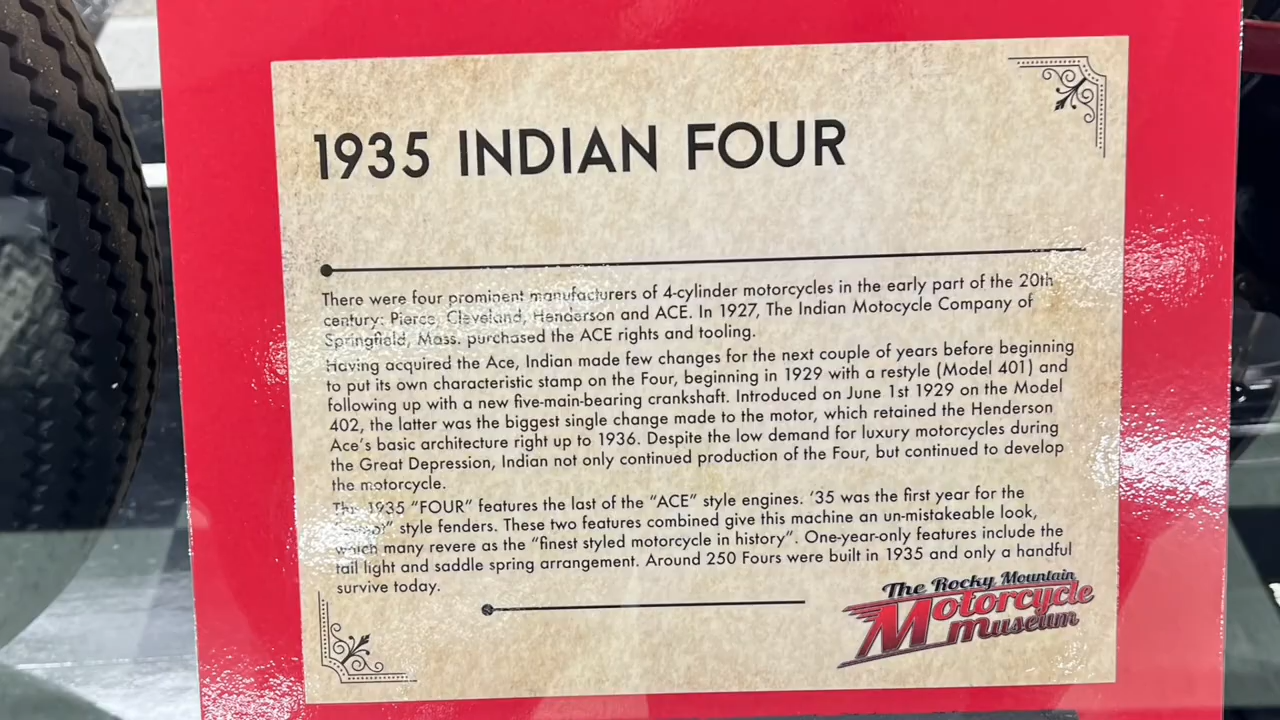 1935 INDIAN FOUR
There were four prominent manufacturers of 4-cylinder motorcycles in the early part of the 20th
century: Pierce, Cleveland, Henderson and ACE. In 1927, The Indian Motocycle Company of
Springfield, Mass. purchased the ACE rights and tooling.
Having acquired the Ace, Indian made few changes for the next couple of years before beginning
to put its own characteristic stamp on the Four, beginning in 1929 with a restyle (Model 401) and
following up with a new five-main-bearing crankshaft. Introduced on June 1st 1929 on the Model
402, the latter was the biggest single change made to the motor, which retained the Henderson
Ace's basic architecture right up to 1936. Despite the low demand for luxury motorcycles during
the Great Depression, Indian not only continued production of the Four, but continued to develop
the motorcycle.
The 1935 "FOUR" features the last of the "ACE" style engines. '35 was the first year for the
style fenders. These two features combined give this machine an un-mistakeable look,
which many revere as the "finest styled motorcycle in history". One-year-only features include the
tail light and saddle spring arrangement. Around 250 Fours were built in 1935 and only a handful
survive today.
The Rocky Mountain
Motorcycle
museum